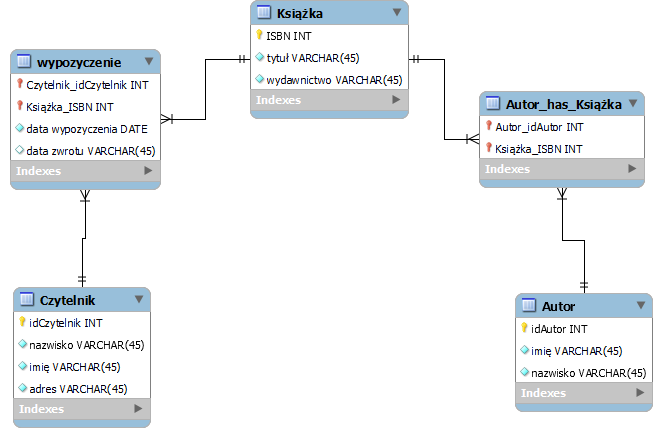 Książka
ISBN INT
tytuł VARCHAR(45)
wydawnictwo VARCHAR(45)
Indexes
wypozyczenie
Czytelnik_idCzytelnik INT
Książka_ISBN INT
data wypozyczenia DATE
data zwrotu VARCHAR(45)
Indexes
Autor_has_Książka
Autor_idAutor INT
Książka_ISBN INT
Indexes
Czytelnik
idCzytelnik INT
nazwisko VARCHAR(45)
imię VARCHAR(45)
adres VARCHAR(45)
Indexes
Autor
idAutor INT
imię VARCHAR(45)
nazwisko VARCHAR(45)
Indexes